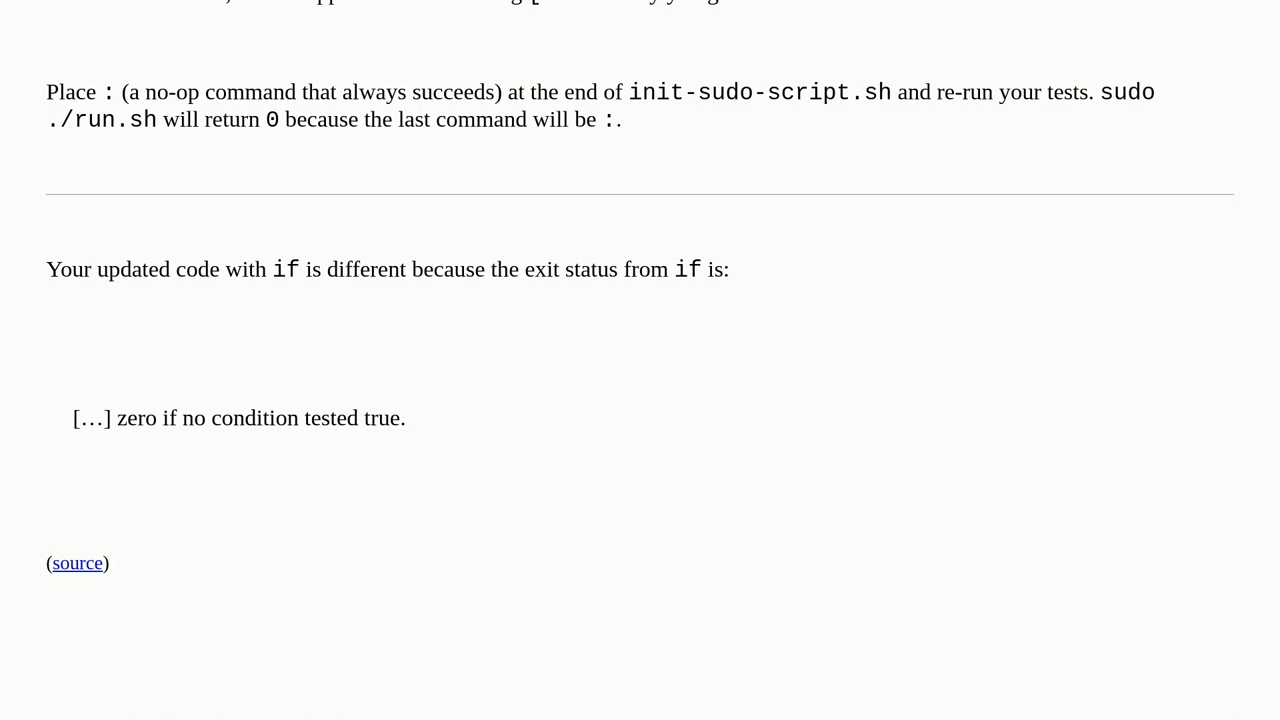 Place : (a no-op command that always succeeds) at the end of init-sudo-script.sh and re-run your tests. sudo
./run.sh will return 0 because the last command will be :.
Your updated code with if is different because the exit status from if is:
[…] zero if no condition tested true.
(source)